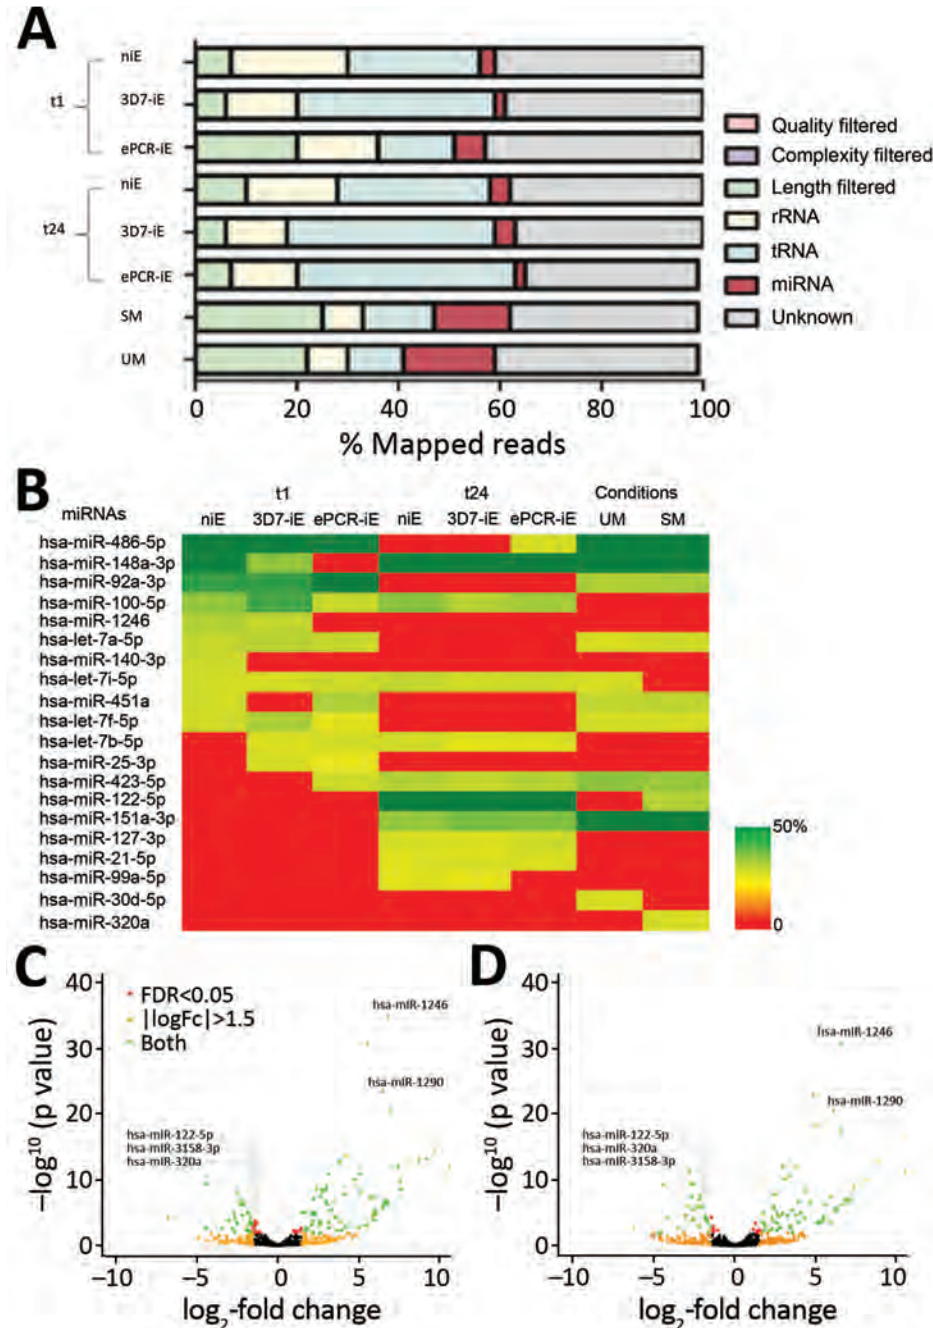 A
t1
niE
3D7-iE
ePCR-iE
t24
niE
3D7-iE
ePCR-iE
SM
UM
0 20 40 60 80 100
% Mapped reads
Quality filtered
Complexity filtered
Length filtered
rRNA
tRNA
miRNA
Unknown
B
t1 t24 Conditions
miRNAs niE 3D7-iE ePCR-iE niE 3D7-iE ePCR-iE UM SM
hsa-miR-486-5p
hsa-miR-148a-3p
hsa-miR-92a-3p
hsa-miR-100-5p
hsa-miR-1246
hsa-let-7a-5p
hsa-miR-140-3p
hsa-let-7i-5p
hsa-miR-451a
hsa-let-7f-5p
hsa-let-7b-5p
hsa-miR-25-3p
hsa-miR-423-5p
hsa-miR-122-5p
hsa-miR-151a-3p
hsa-miR-127-3p
hsa-miR-21-5p
hsa-miR-99a-5p
hsa-miR-30d-5p
hsa-miR-320a
50%
0
C
40
30
20
10
0
−log¹⁰ (p value)
FDR<0.05
|logFc|>1.5
Both
hsa-miR-1246
hsa-miR-1290
hsa-miR-122-5p
hsa-miR-3158-3p
hsa-miR-320a
−10 −5 0 5 10
log₂-fold change
D
40
30
20
10
0
−log¹⁰ (p value)
hsa-miR-1246
hsa-miR-1290
hsa-miR-122-5p
hsa-miR-320a
hsa-miR-3158-3p
−10 −5 0 5 10
log₂-fold change